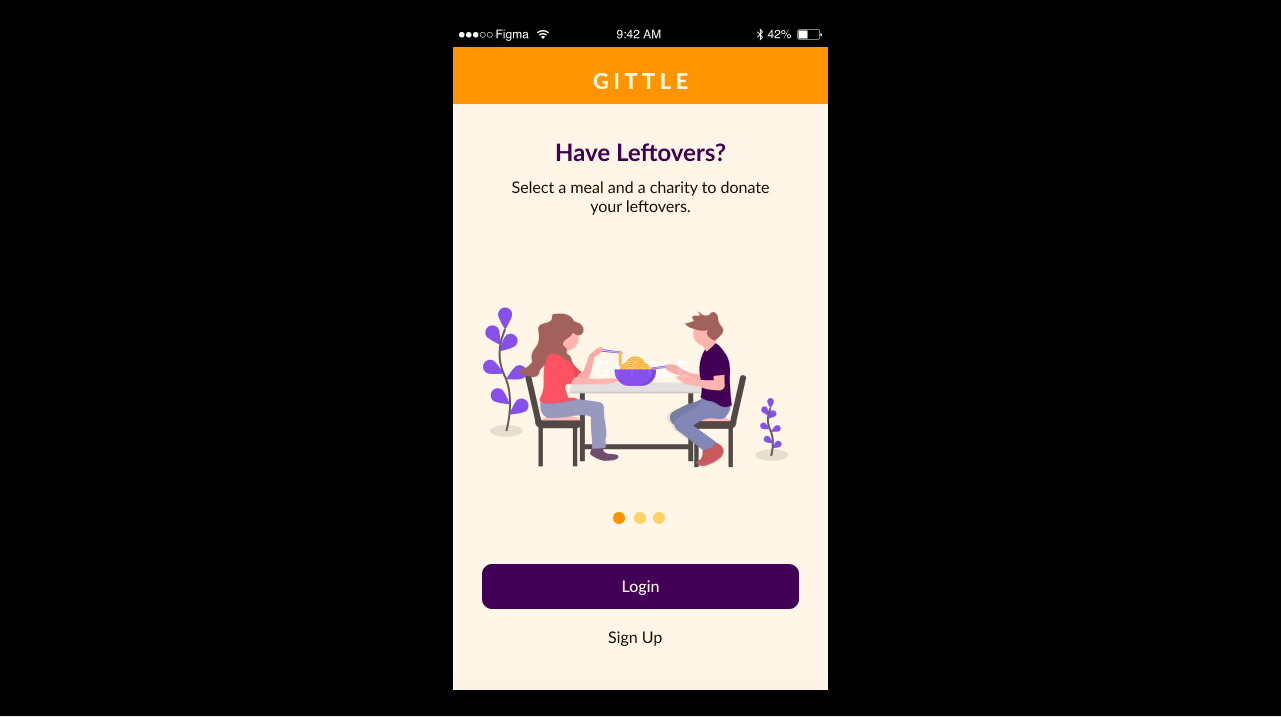 Figma 9:42 AM 42%
GITTLE
Have Leftovers?
Select a meal and a charity to donate
your leftovers.
GITTLE
Login
Sign Up